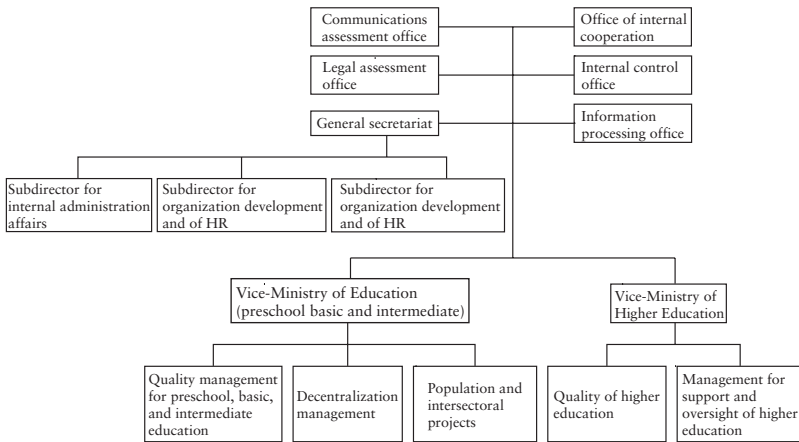 Communications
assessment office
Office of internal
cooperation
Legal assessment
office
Internal control
office
General secretariat
Information
processing office
Subdirector for
internal administration
affairs
Subdirector for
organization development
and of HR
Subdirector for
organization development
and of HR
Vice-Ministry of Education
(preschool basic and intermediate)
Vice-Ministry of
Higher Education
Quality management
for preschool, basic,
and intermediate
education
Decentralization
management
Population and
intersectoral
projects
Quality of higher
education
Management for
support and
oversight of higher
education